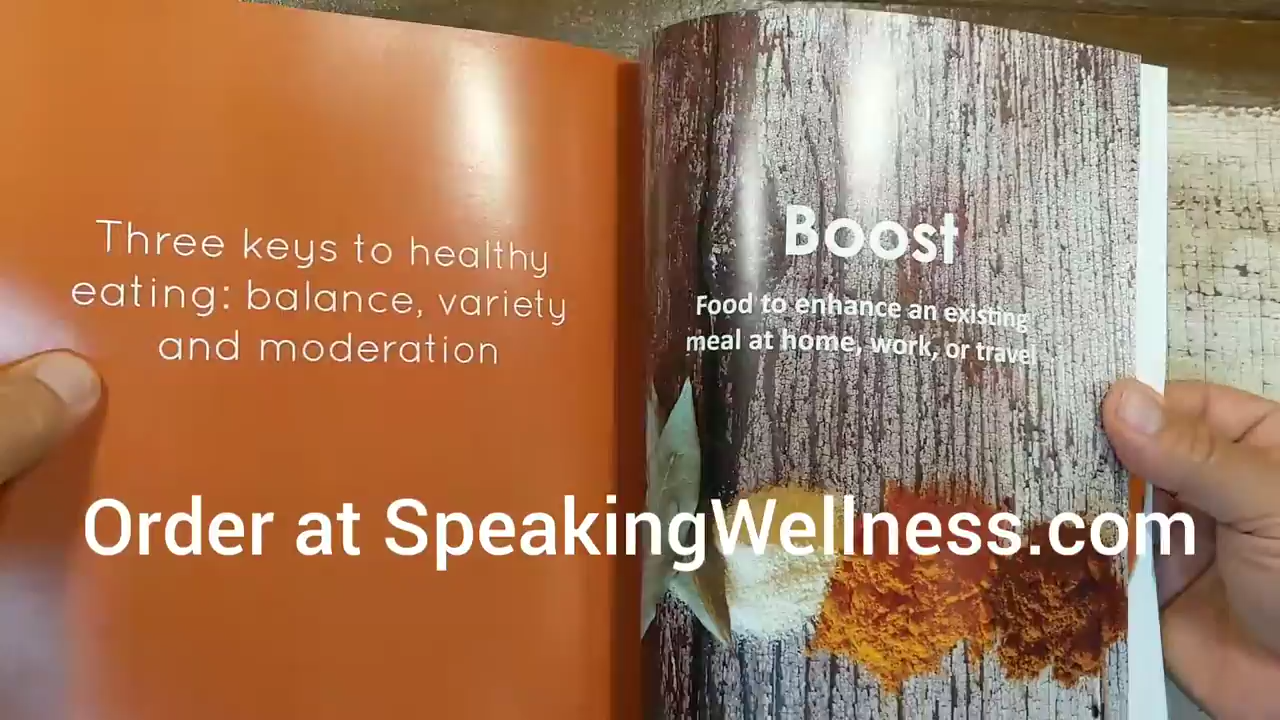 Three keys to healthy
eating: balance, variety
and moderation
Boost
Food to enhance an existing
meal at home, work, or travel
Order at SpeakingWellness.com